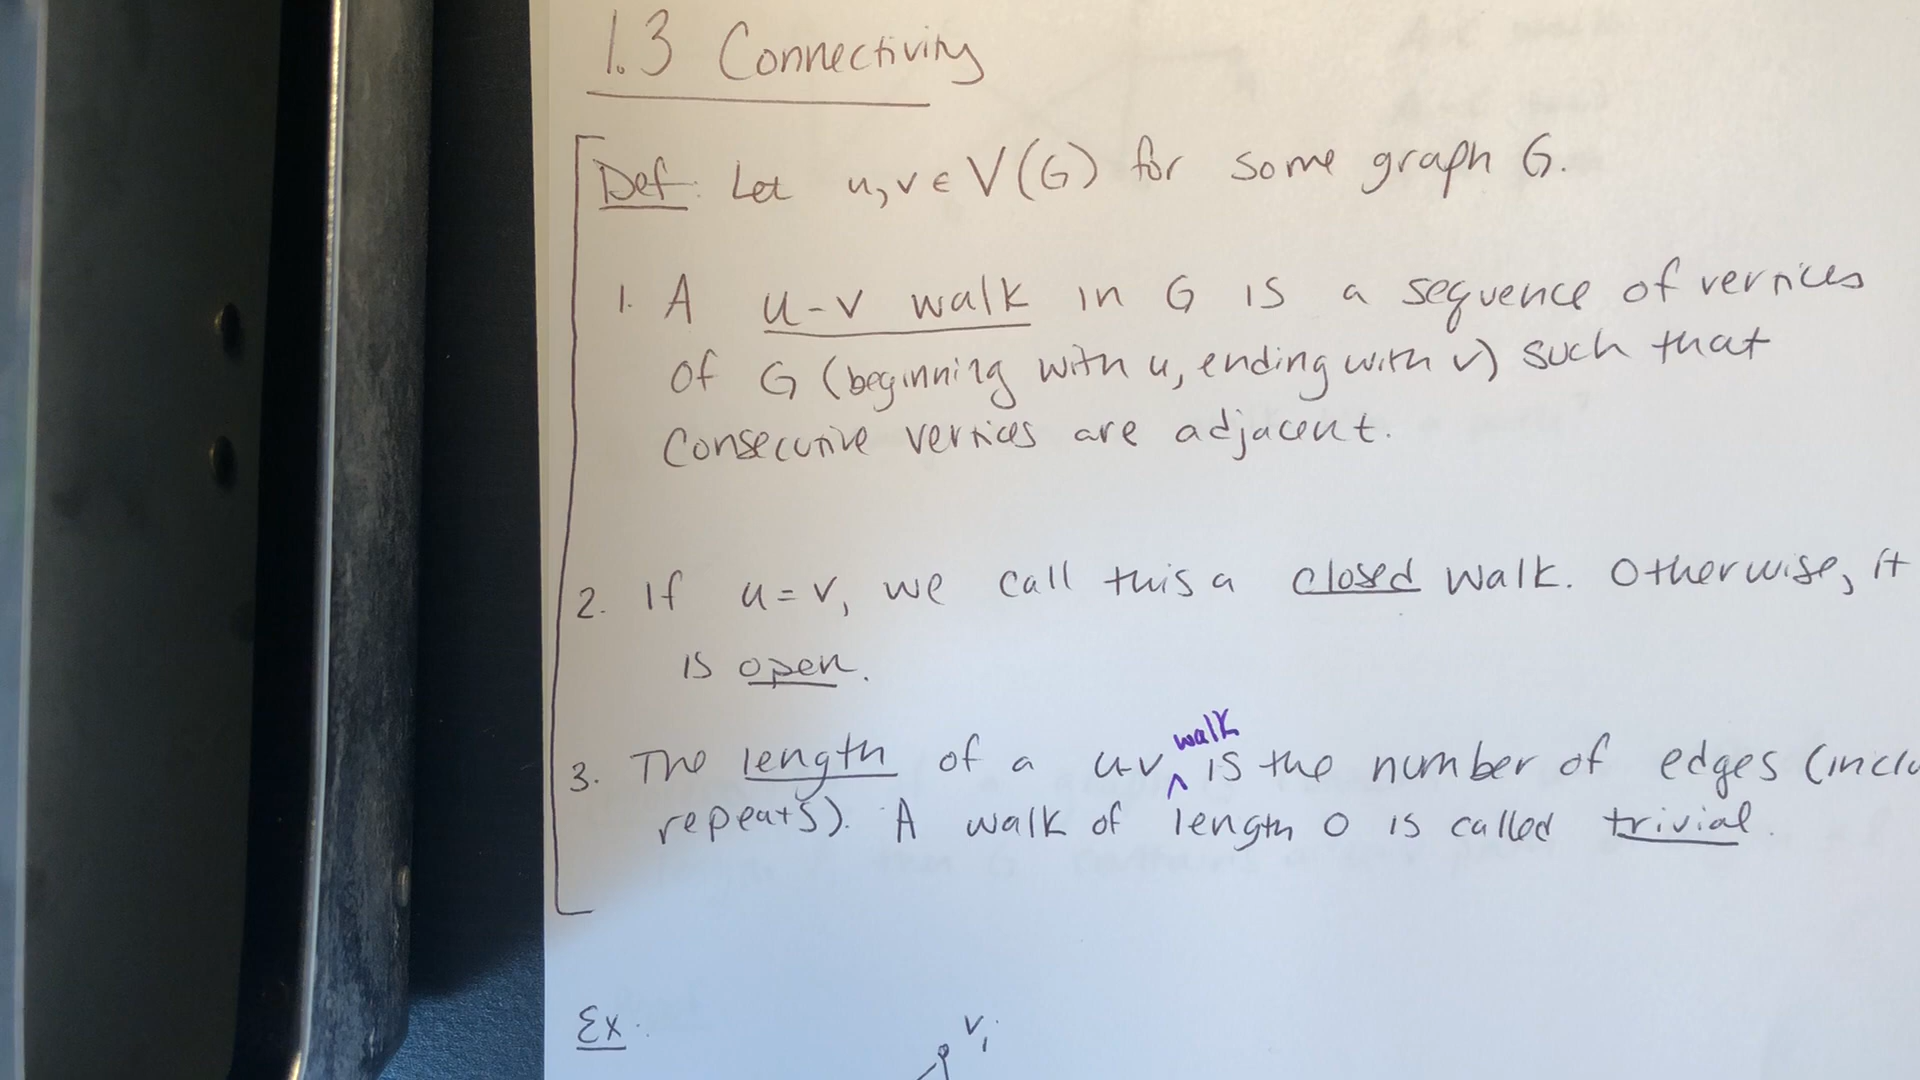 1.3 Connectivity
Def: Let u,v ∈ V(G) for some graph G.
1. A u-v walk in G is a sequence of vertices
of G (beginning with u, ending with v) such that
consecutive vertices are adjacent.
2. If u = v, we call this a closed walk. Otherwise, it
is open.
walk
3. The length of a u-v ^ is the number of edges (inclu
repeats). A walk of length 0 is called trivial.
Ex:
v₁